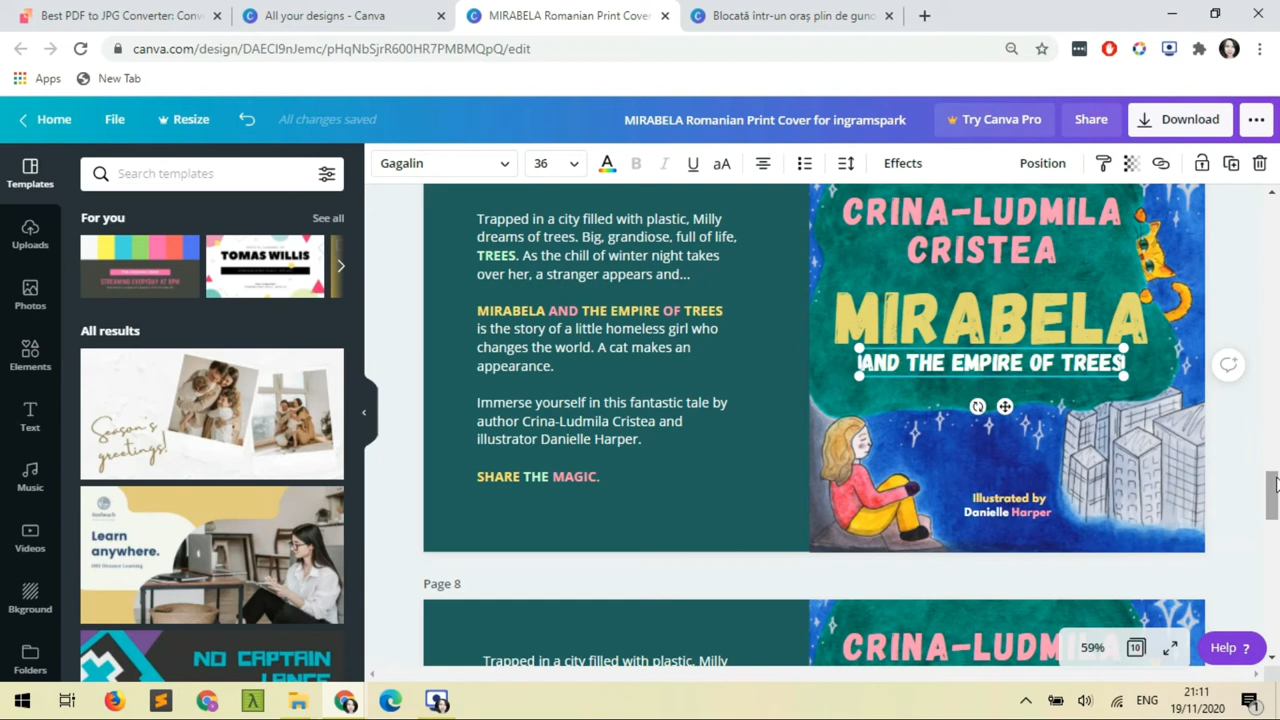 Best PDF to JPG Converter: Conv
All your designs - Canva
MIRABELA Romanian Print Cover
Blocată într-un oraș plin de guno
canva.com/design/DAECI9nJemc/pHqNbSjrR600HR7PMBMQpQ/edit
Apps
New Tab
Home
File
Resize
All changes saved
MIRABELA Romanian Print Cover for ingramspark
Try Canva Pro
Share
Download
Gagalin
36
A
B
I
U
aA
Effects
Position
Templates
Uploads
Photos
Elements
Text
Music
Videos
Bkground
Folders
Search templates
For you
See all
STREAMING EVERYDAY AT 8PM
TOMAS WILLIS
All results
Season's
greetings!
Learn
anywhere.
NO CAPTAIN
Trapped in a city filled with plastic, Milly
dreams of trees. Big, grandiose, full of life,
TREES. As the chill of winter night takes
over her, a stranger appears and...
MIRABELA AND THE EMPIRE OF TREES
is the story of a little homeless girl who
changes the world. A cat makes an
appearance.
Immerse yourself in this fantastic tale by
author Crina-Ludmila Cristea and
illustrator Danielle Harper.
SHARE THE MAGIC.
CRINA-LUDMILA
CRISTEA
MIRABELA
AND THE EMPIRE OF TREES
Illustrated by
Danielle Harper
Page 8
Trapped in a city filled with plastic, Milly
CRINA-LUDM
59%
10
Help ?
ENG
21:11
19/11/2020
1